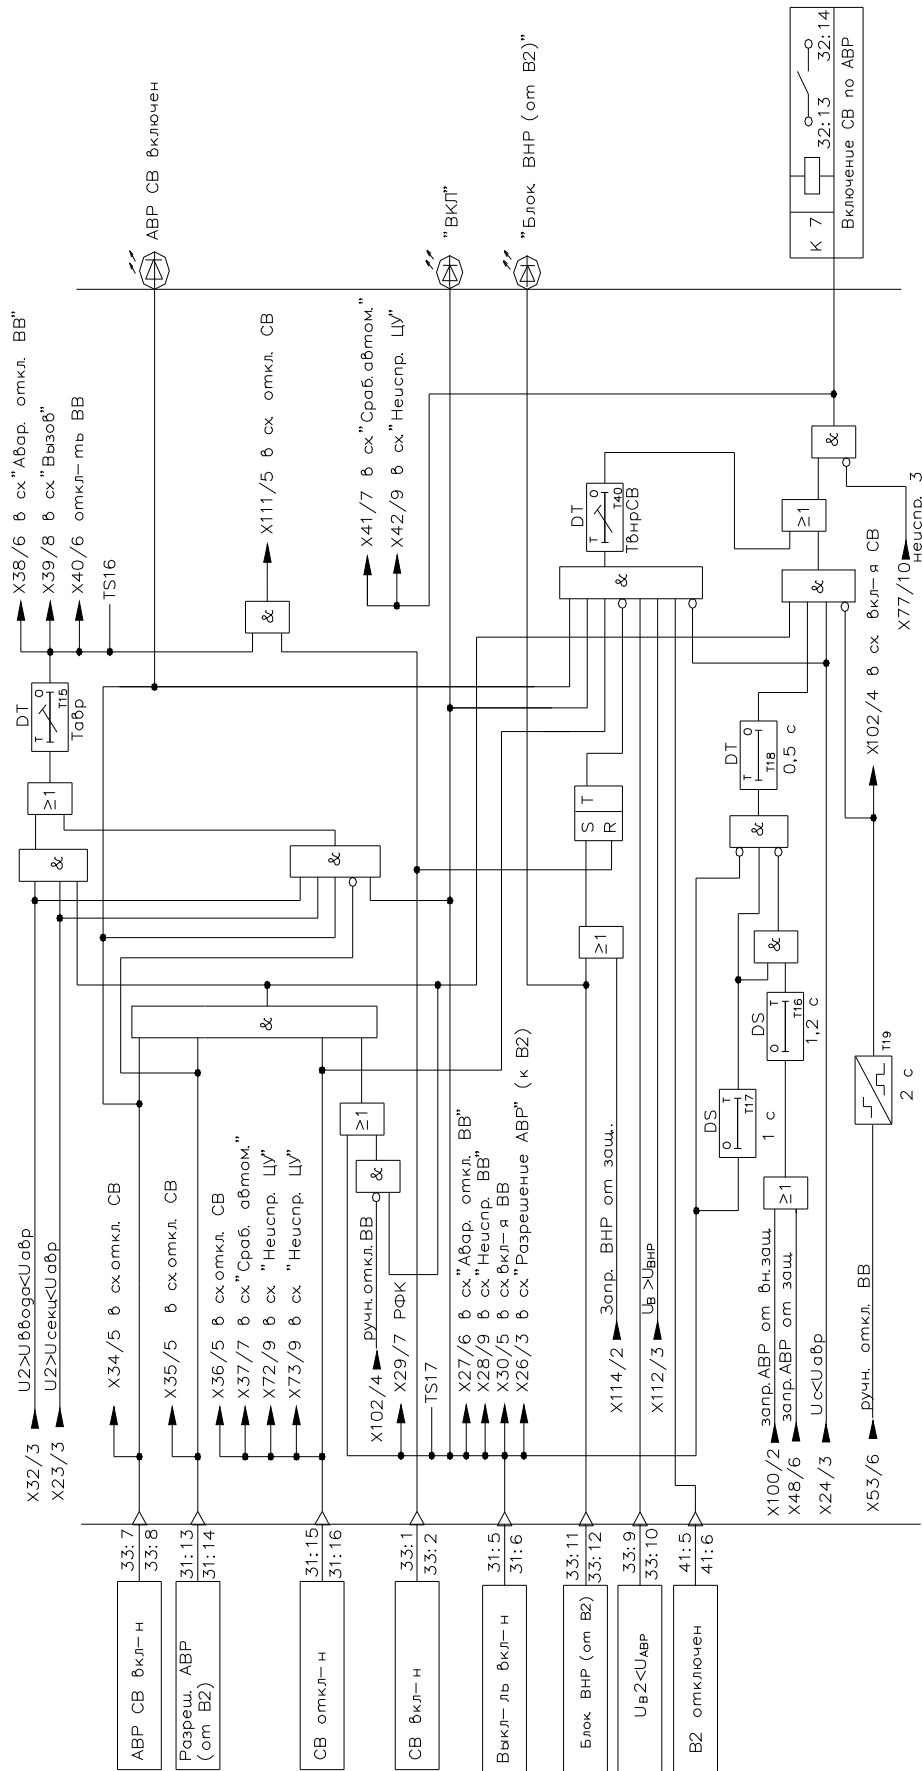 АВР СВ вкл-н
33:7
33:8
Разреш. АВР
(от В2)
31:13
31:14
СВ откл-н
31:15
31:16
СВ вкл-н
33:1
33:2
Выкл-ль вкл-н
31:5
31:6
Блок ВНР (от В2)
33:11
33:12
Uв2<UАВР
33:9
33:10
В2 отключен
41:5
41:6
X32/3
U2>Uввода<Uавр
X23/3
U2>Uсекц<Uавр
X34/5 в сх.откл. СВ
X35/5 в сх.откл. СВ
X36/5 в сх откл. СВ
X37/7 в сх"Сраб. автом."
X72/9 в сх "Неиспр. ЦУ"
X73/9 в сх "Неиспр. ЦУ"
X102/4
ручн.откл.ВВ
X29/7 РФК
TS17
X27/6 в сх"Авар. откл. ВВ"
X28/9 в сх"Неиспр. ВВ"
X30/5 в сх.вкл-я ВВ
X26/3 в сх"Разрешение АВР" (к В2)
X114/2
Запр. ВНР от защ..
X112/3
Uв >UВНР
X100/2
запр.АВР от вн.защ
X48/6
запр.АВР от защ
X24/3
Uс<Uавр
X53/6
ручн. откл. ВВ
&
≥1
&
&
≥1
&
≥1
DT
T O
T15
Tавр
X38/6 в сх"Авар. откл. ВВ"
X39/8 в сх"Вызов"
X40/6 откл-ть ВВ
TS16
&
X111/5 в сх откл. СВ
АВР СВ включен
X41/7 в сх"Сраб.автом."
X42/9 в сх"Неиспр. ЦУ"
"ВКЛ"
"Блок ВНР (от В2)"
≥1
S T
R
&
DT
T O
T40
TвнрСВ
DS
O T
T17
1 с
≥1
DS
O T
T16
1,2 с
&
&
DT
T O
T18
0,5 с
&
≥1
&
T19
2 с
X102/4 в сх вкл-я СВ
X77/10
неиспр. 3
К 7
32:13 32:14
Включение СВ по АВР